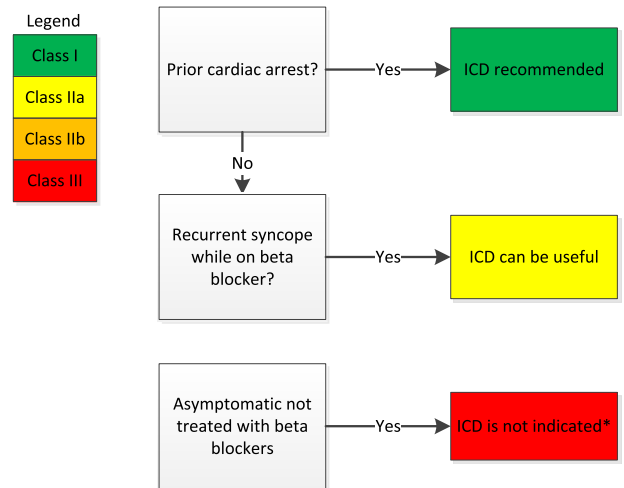 Legend
Class I
Class IIa
Class IIb
Class III
Prior cardiac arrest?
Yes
ICD recommended
No
Recurrent syncope
while on beta
blocker?
Yes
ICD can be useful
Asymptomatic not
treated with beta
blockers
Yes
ICD is not indicated*